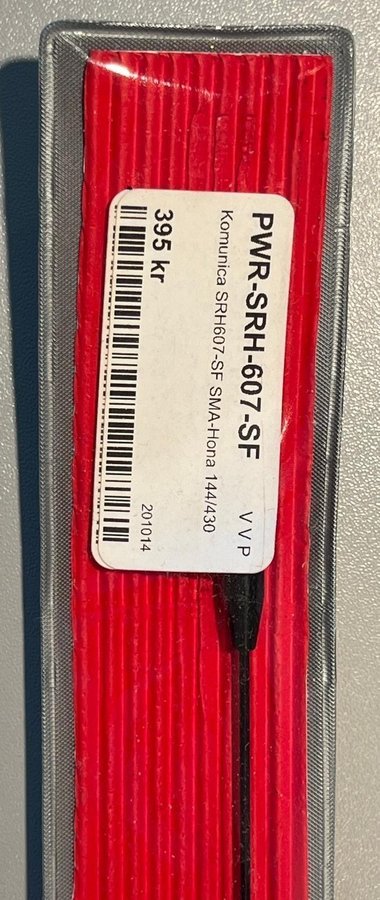 PWR-SRH-607-SF
V V P
Komunica SRH607-SF SMA-Hona 144/430
395 kr
201014